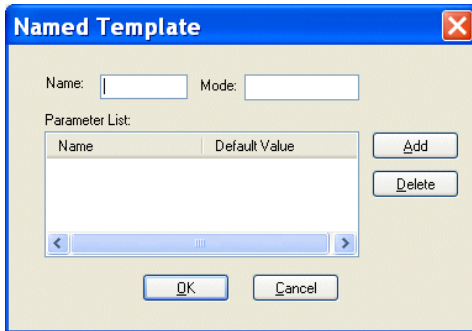 Named Template
Name: Mode:
Parameter List:
Name Default Value
Add
Delete
OK Cancel